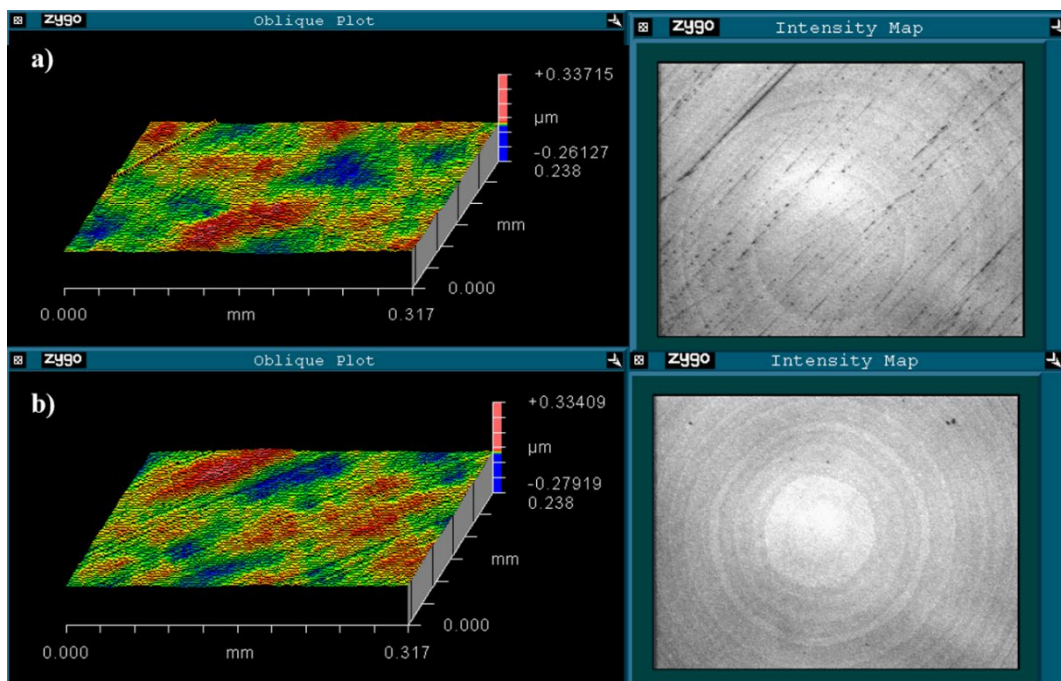 zygo Oblique Plot
a)
+0.33715
µm
-0.26127
0.238
mm
0.000
0.000 mm 0.317
zygo Intensity Map
zygo Oblique Plot
b)
+0.33409
µm
-0.27919
0.238
mm
0.000
0.000 mm 0.317
zygo Intensity Map